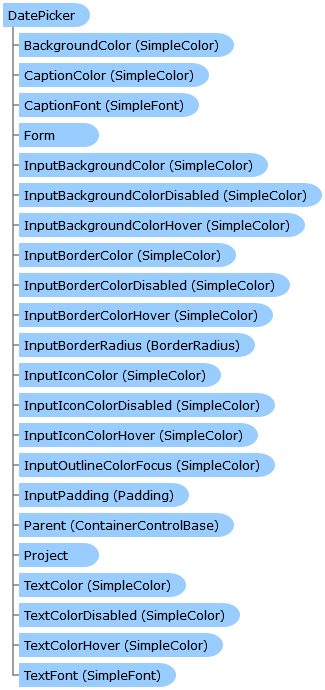 DatePicker
BackgroundColor (SimpleColor)
CaptionColor (SimpleColor)
CaptionFont (SimpleFont)
Form
InputBackgroundColor (SimpleColor)
InputBackgroundColorDisabled (SimpleColor)
InputBackgroundColorHover (SimpleColor)
InputBorderColor (SimpleColor)
InputBorderColorDisabled (SimpleColor)
InputBorderColorHover (SimpleColor)
InputBorderRadius (BorderRadius)
InputIconColor (SimpleColor)
InputIconColorDisabled (SimpleColor)
InputIconColorHover (SimpleColor)
InputOutlineColorFocus (SimpleColor)
InputPadding (Padding)
Parent (ContainerControlBase)
Project
TextColor (SimpleColor)
TextColorDisabled (SimpleColor)
TextColorHover (SimpleColor)
TextFont (SimpleFont)